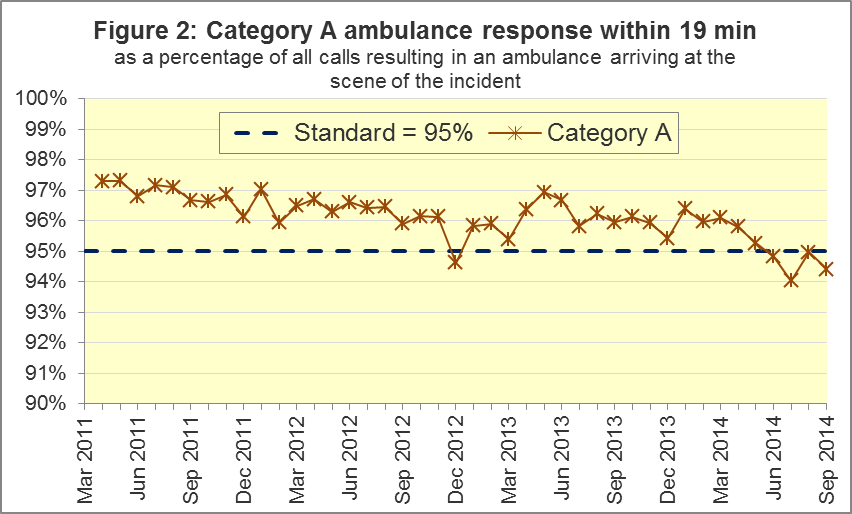 Figure 2: Category A ambulance response within 19 min
as a percentage of all calls resulting in an ambulance arriving at the
scene of the incident
Standard = 95% Category A
100%
99%
98%
97%
96%
95%
94%
93%
92%
91%
90%
Mar 2011
Jun 2011
Sep 2011
Dec 2011
Mar 2012
Jun 2012
Sep 2012
Dec 2012
Mar 2013
Jun 2013
Sep 2013
Dec 2013
Mar 2014
Jun 2014
Sep 2014